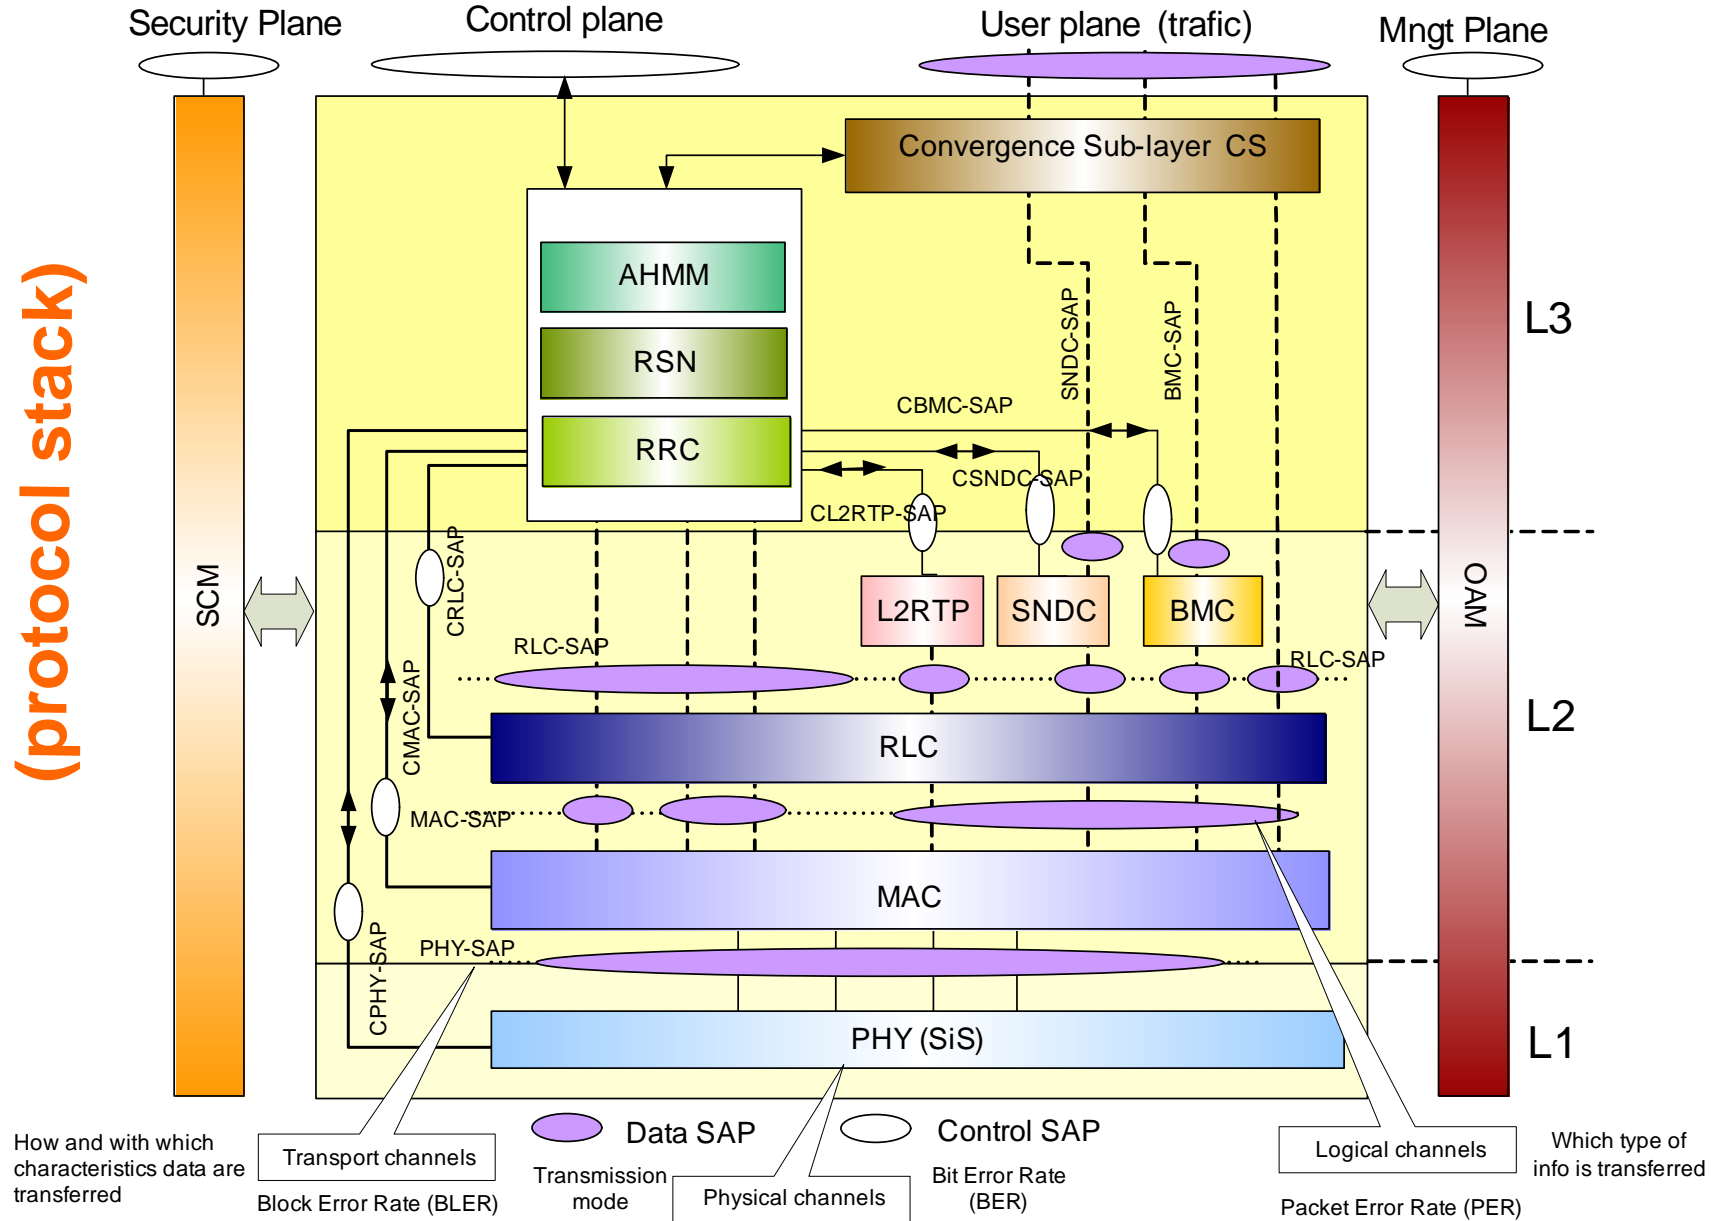 Security Plane
Control plane
User plane (trafic)
Mngt Plane
Convergence Sub-layer CS
(protocol stack)
AHMM
RSN
RRC
SNDC-SAP
BMC-SAP
L3
CBMC-SAP
CSNDC-SAP
CL2RTP-SAP
SCM
CRLC-SAP
L2RTP
SNDC
BMC
OAM
RLC-SAP
RLC-SAP
CMAC-SAP
RLC
L2
MAC-SAP
MAC
PHY-SAP
CPHY-SAP
PHY (SiS)
L1
Data SAP
Control SAP
How and with which
characteristics data are
transferred
Transport channels
Block Error Rate (BLER)
Transmission
mode
Physical channels
Bit Error Rate
(BER)
Logical channels
Packet Error Rate (PER)
Which type of
info is transferred